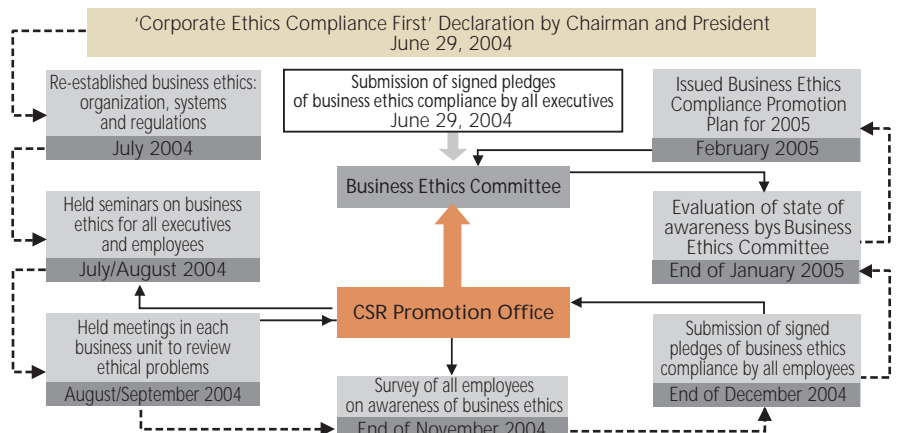 ‘Corporate Ethics Compliance First’ Declaration by Chairman and President
June 29, 2004
Re-established business ethics:
organization, systems
and regulations
July 2004
Submission of signed pledges
of business ethics compliance by all executives
June 29, 2004
Issued Business Ethics
Compliance Promotion
Plan for 2005
February 2005
Business Ethics Committee
Held seminars on business
ethics for all executives
and employees
July/August 2004
Evaluation of state of
awareness bys Business
Ethics Committee
End of January 2005
CSR Promotion Office
Held meetings in each
business unit to review
ethical problems
August/September 2004
Survey of all employees
on awareness of business ethics
End of November 2004
Submission of signed
pledges of business ethics
compliance by all employees
End of December 2004